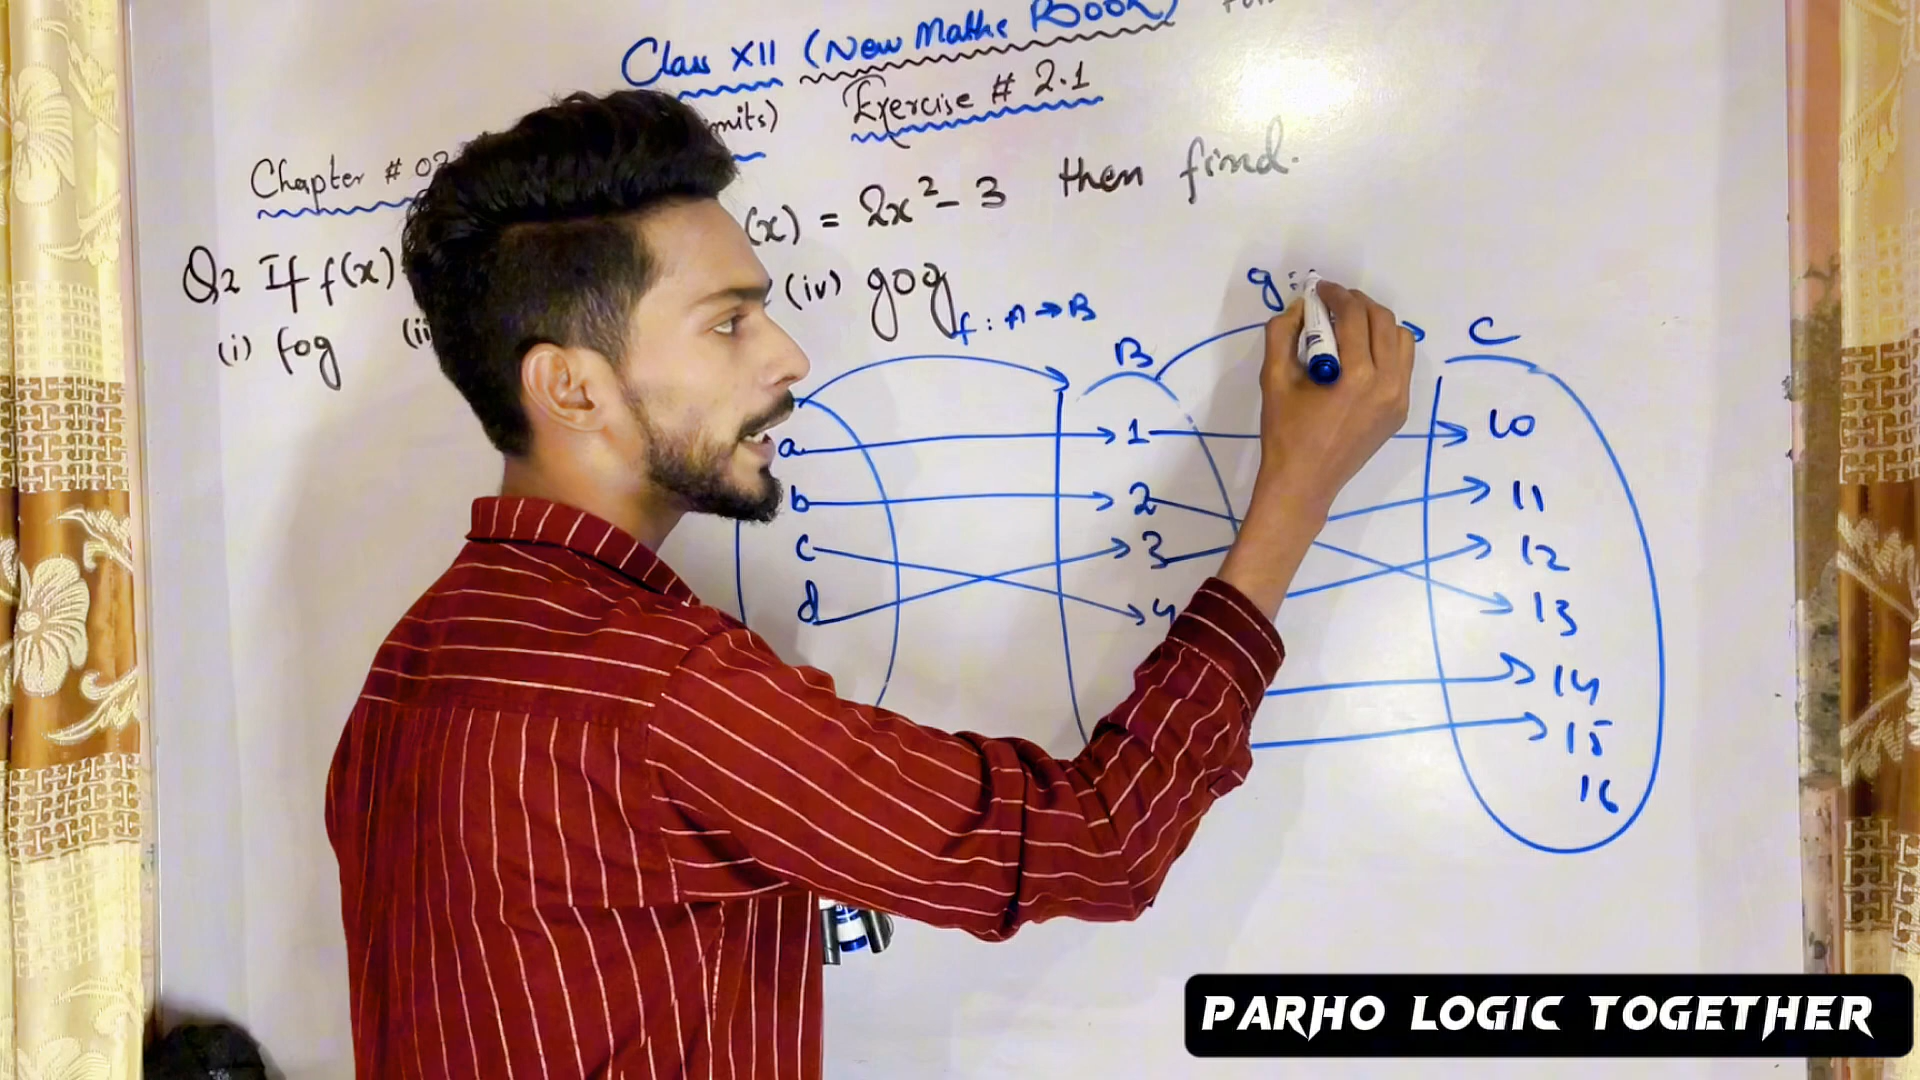 Class XII (New Maths Book)
mits) Exercise # 2.1
Chapter # 02
Q2 If f(x) (x) = 2x² - 3 then find.
(i) fog (ii (iv) gog
f : A → B
g :
B
C
a
b
c
d
1
2
3
4
10
11
12
13
14
15
16
PARHO LOGIC TOGETHER